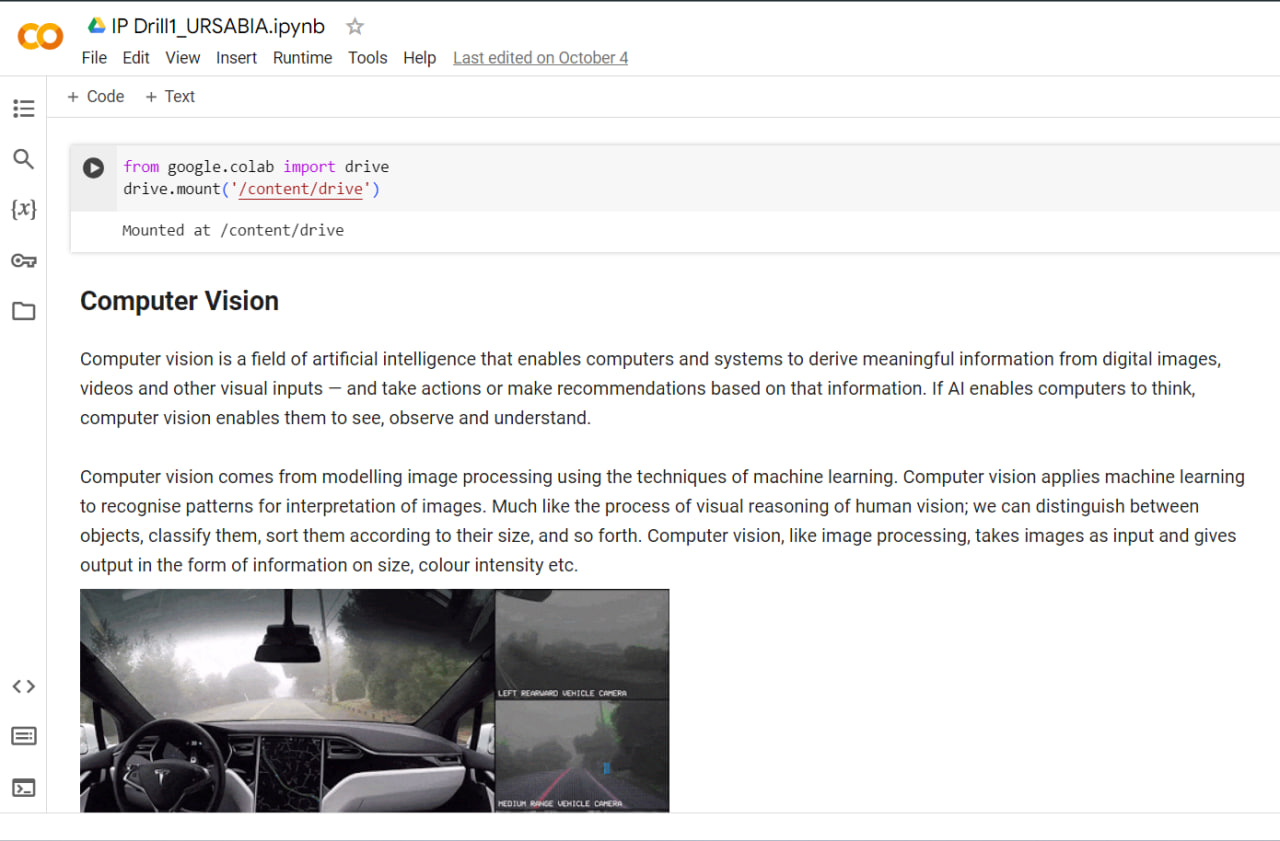 IP Drill1_URSABIA.ipynb
File Edit View Insert Runtime Tools Help Last edited on October 4
+ Code + Text
from google.colab import drive
drive.mount('/content/drive')
Mounted at /content/drive
{x}
Computer Vision
Computer vision is a field of artificial intelligence that enables computers and systems to derive meaningful information from digital images,
videos and other visual inputs — and take actions or make recommendations based on that information. If AI enables computers to think,
computer vision enables them to see, observe and understand.
Computer vision comes from modelling image processing using the techniques of machine learning. Computer vision applies machine learning
to recognise patterns for interpretation of images. Much like the process of visual reasoning of human vision; we can distinguish between
objects, classify them, sort them according to their size, and so forth. Computer vision, like image processing, takes images as input and gives
output in the form of information on size, colour intensity etc.
LEFT REARWARD VEHICLE CAMERA
MEDIUM RANGE VEHICLE CAMERA